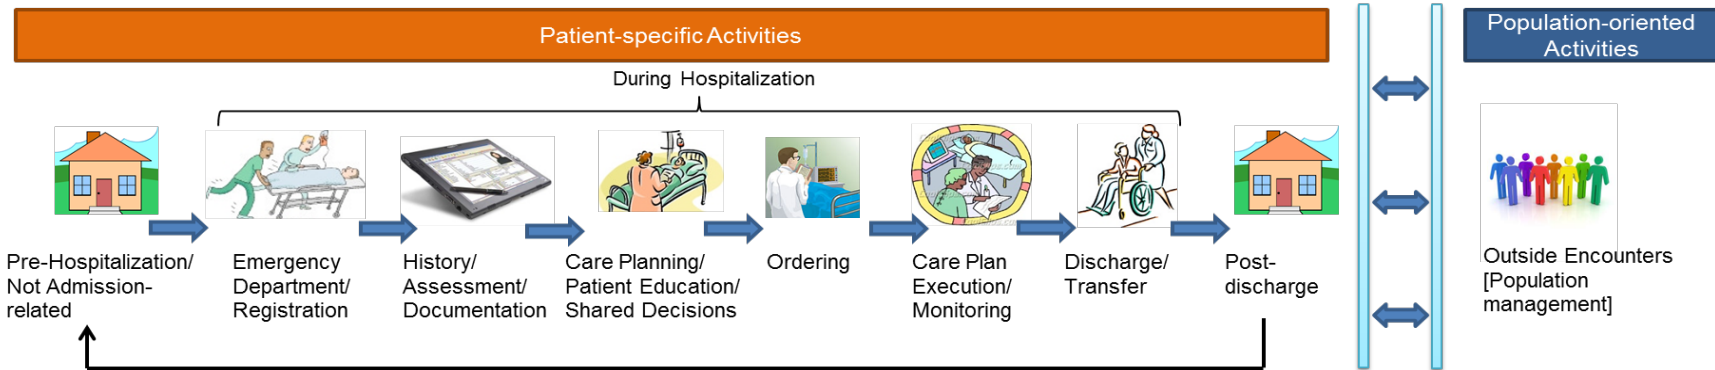 Patient-specific Activities
Population-oriented
Activities
During Hospitalization
Pre-Hospitalization/
Not Admission-
related
Emergency
Department/
Registration
History/
Assessment/
Documentation
Care Planning/
Patient Education/
Shared Decisions
Ordering
Care Plan
Execution/
Monitoring
Discharge/
Transfer
Post-
discharge
Outside Encounters
[Population
management]